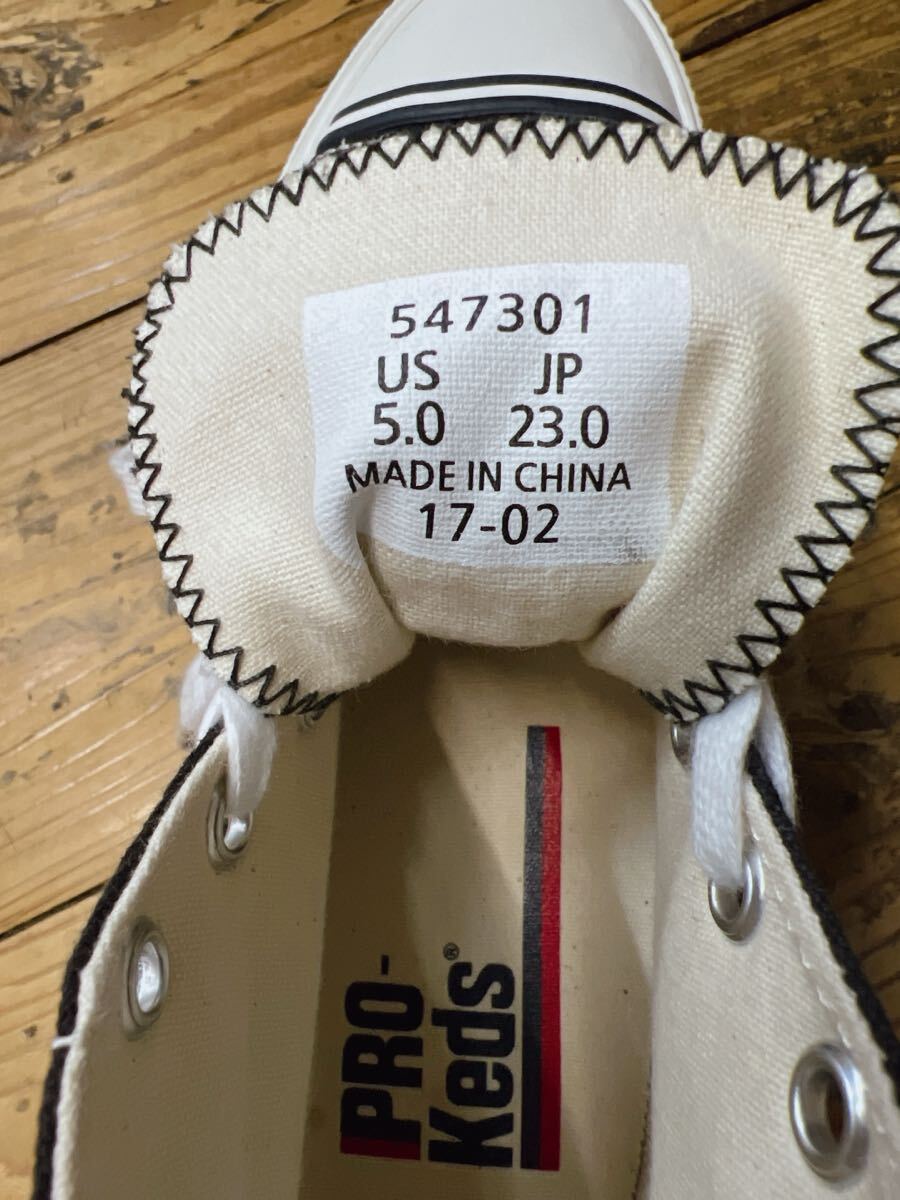 547301
US JP
5.0 23.0
MADE IN CHINA
17-02
PRO-
Keds®